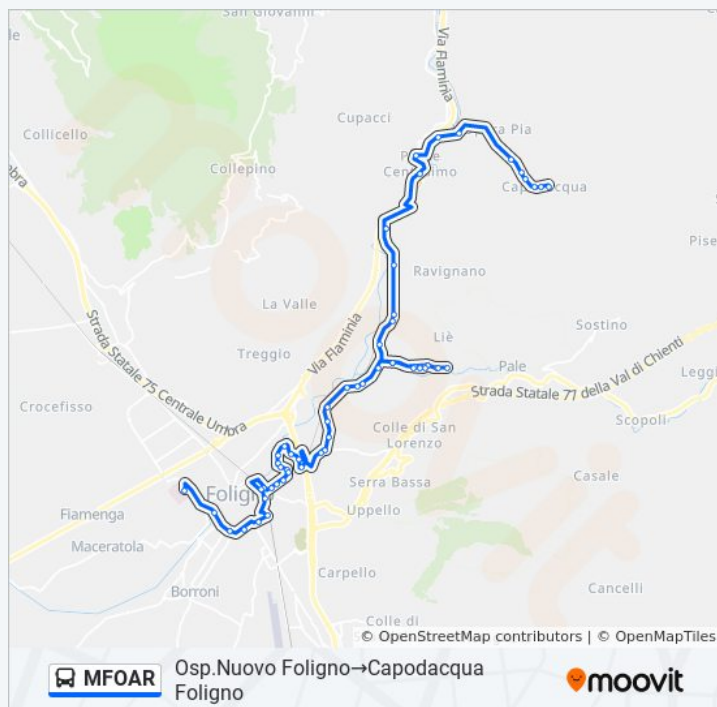 San Giovanni
Via Flaminia
Cupacci
Collicello
Collepino
Capodacqua
Ravignano
La Valle
Via Flaminia
Liè
Sostino
Treggio
Pale
Strada Statale 75 Centrale Umbra
Strada Statale 77 della Val di Chienti
Crocefisso
Scopoli
Colle di San
Lorenzo
Casale
Serra Bassa
Foligno
Uppello
Fiamenga
Maceratola
Carpello
Cancelli
Borroni
Colle di
© OpenStreetMap contributors | © OpenMapTiles
MFOAR
Osp.Nuovo Foligno→Capodacqua
Foligno
moovit